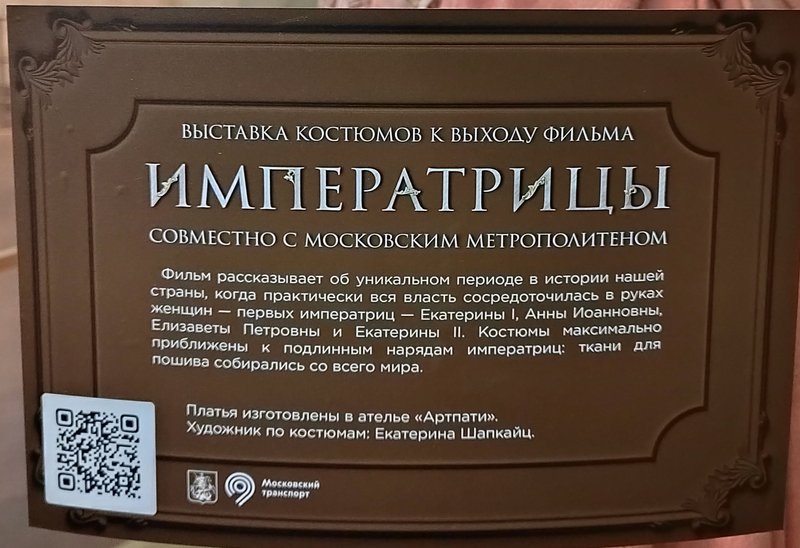 ВЫСТАВКА КОСТЮМОВ К ВЫХОДУ ФИЛЬМА
ИМПЕРАТРИЦЫ
СОВМЕСТНО С МОСКОВСКИМ МЕТРОПОЛИТЕНОМ
Фильм рассказывает об уникальном периоде в истории нашей
страны, когда практически вся власть сосредоточилась в руках
женщин — первых императриц — Екатерины I, Анны Иоанновны,
Елизаветы Петровны и Екатерины II. Костюмы максимально
приближены к подлинным нарядам императриц: ткани для
пошива собирались со всего мира.
Платья изготовлены в ателье «Артпати».
Художник по костюмам: Екатерина Шапкайц.
Московский
транспорт